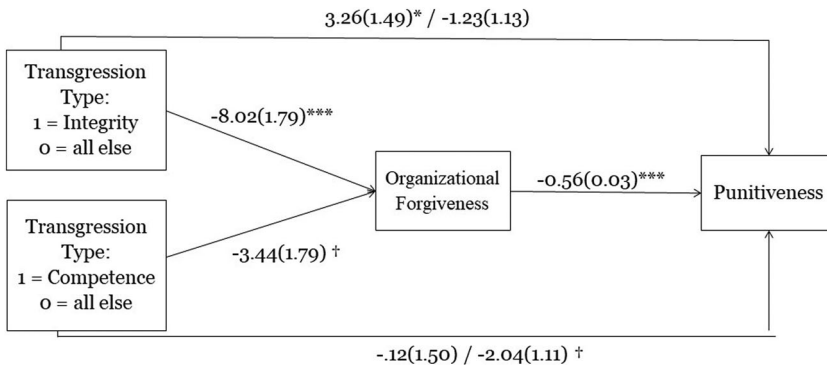 3.26(1.49)* / -1.23(1.13)
Transgression
Type:
1 = Integrity
0 = all else
-8.02(1.79)***
Organizational
Forgiveness
-0.56(0.03)***
Punitiveness
Transgression
Type:
1 = Competence
0 = all else
-3.44(1.79) †
-.12(1.50) / -2.04(1.11) †